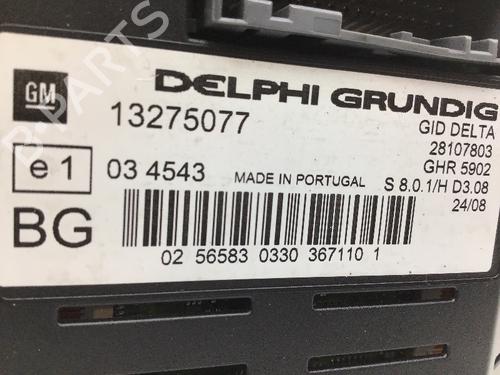 GM
DELPHI GRUNDIG
13275077
GID DELTA
28107803
GHR 5902
e 1
03 4543
MADE IN PORTUGAL
S 8.0.1/H D3.08
24/08
BG
02 56583 0330 367110 1
B-PARTS